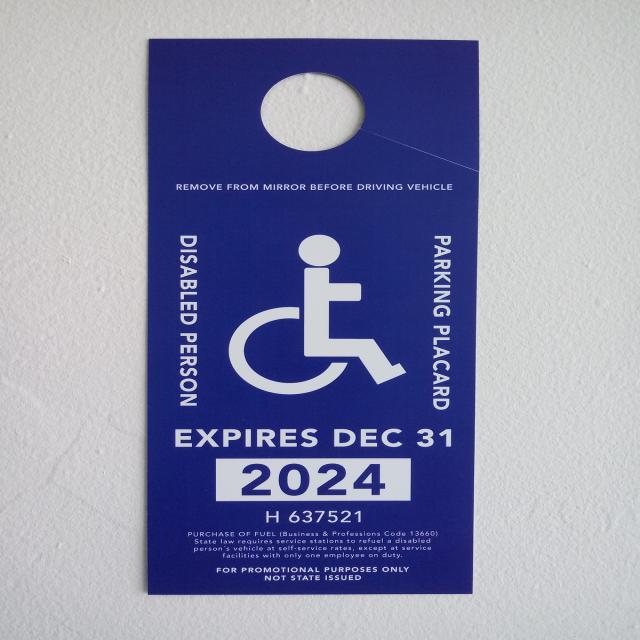 REMOVE FROM MIRROR BEFORE DRIVING VEHICLE
DISABLED PERSON
PARKING PLACARD
EXPIRES DEC 31
2024
H 637521
PURCHASE OF FUEL (Business & Professions Code 13660)
State law requires service stations to refuel a disabled
person's vehicle at self-service rates, except at service
facilities with only one employee on duty.
FOR PROMOTIONAL PURPOSES ONLY
NOT STATE ISSUED